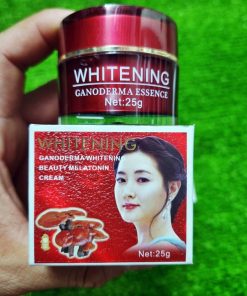 WHITENING
GANODERMA ESSENCE
Net:25g
WHITENING
GANODERMA WHITENING
BEAUTY MELATONIN
CREAM
Net:25g